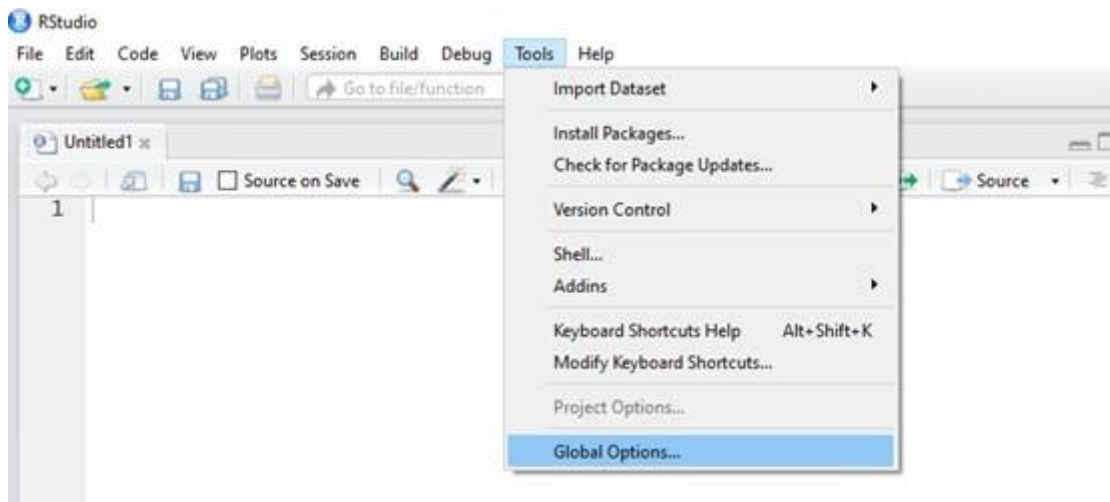 RStudio
File Edit Code View Plots Session Build Debug Tools Help
Go to file/function
Import Dataset
Untitled1
Install Packages...
Check for Package Updates...
Source on Save
Source
1
Version Control
Shell...
Addins
Keyboard Shortcuts Help Alt+Shift+K
Modify Keyboard Shortcuts...
Project Options...
Global Options...